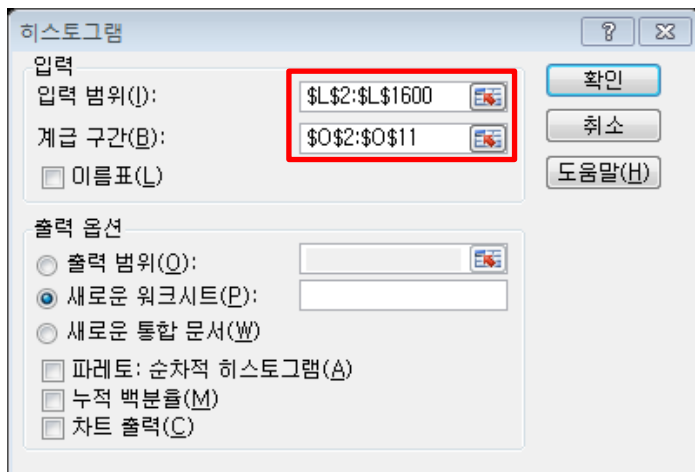 히스토그램
입력
입력 범위(I): $L$2:$L$1600
계급 구간(B): $O$2:$O$11
이름표(L)
확인
취소
도움말(H)
출력 옵션
출력 범위(O):
새로운 워크시트(P):
새로운 통합 문서(W)
파레토: 순차적 히스토그램(A)
누적 백분율(M)
차트 출력(C)